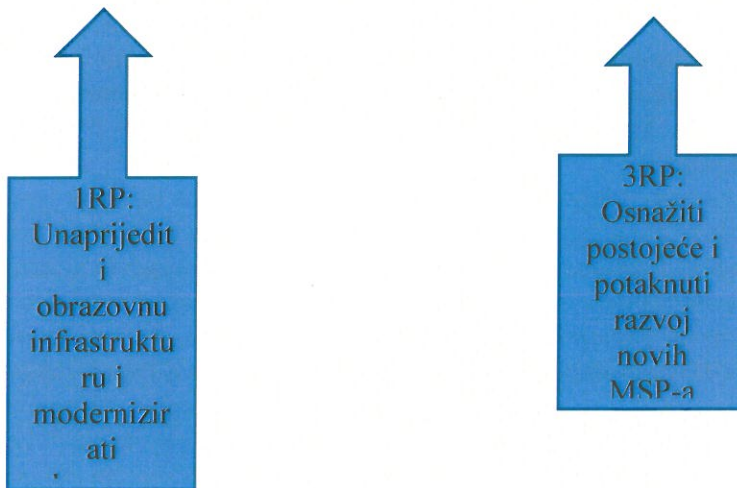 1RP:
Unaprijedit
i
obrazovnu
infrastruktu
ru i
modernizir
ati
3RP:
Osnažiti
postojeće i
potaknuti
razvoj
novih
MSP-a